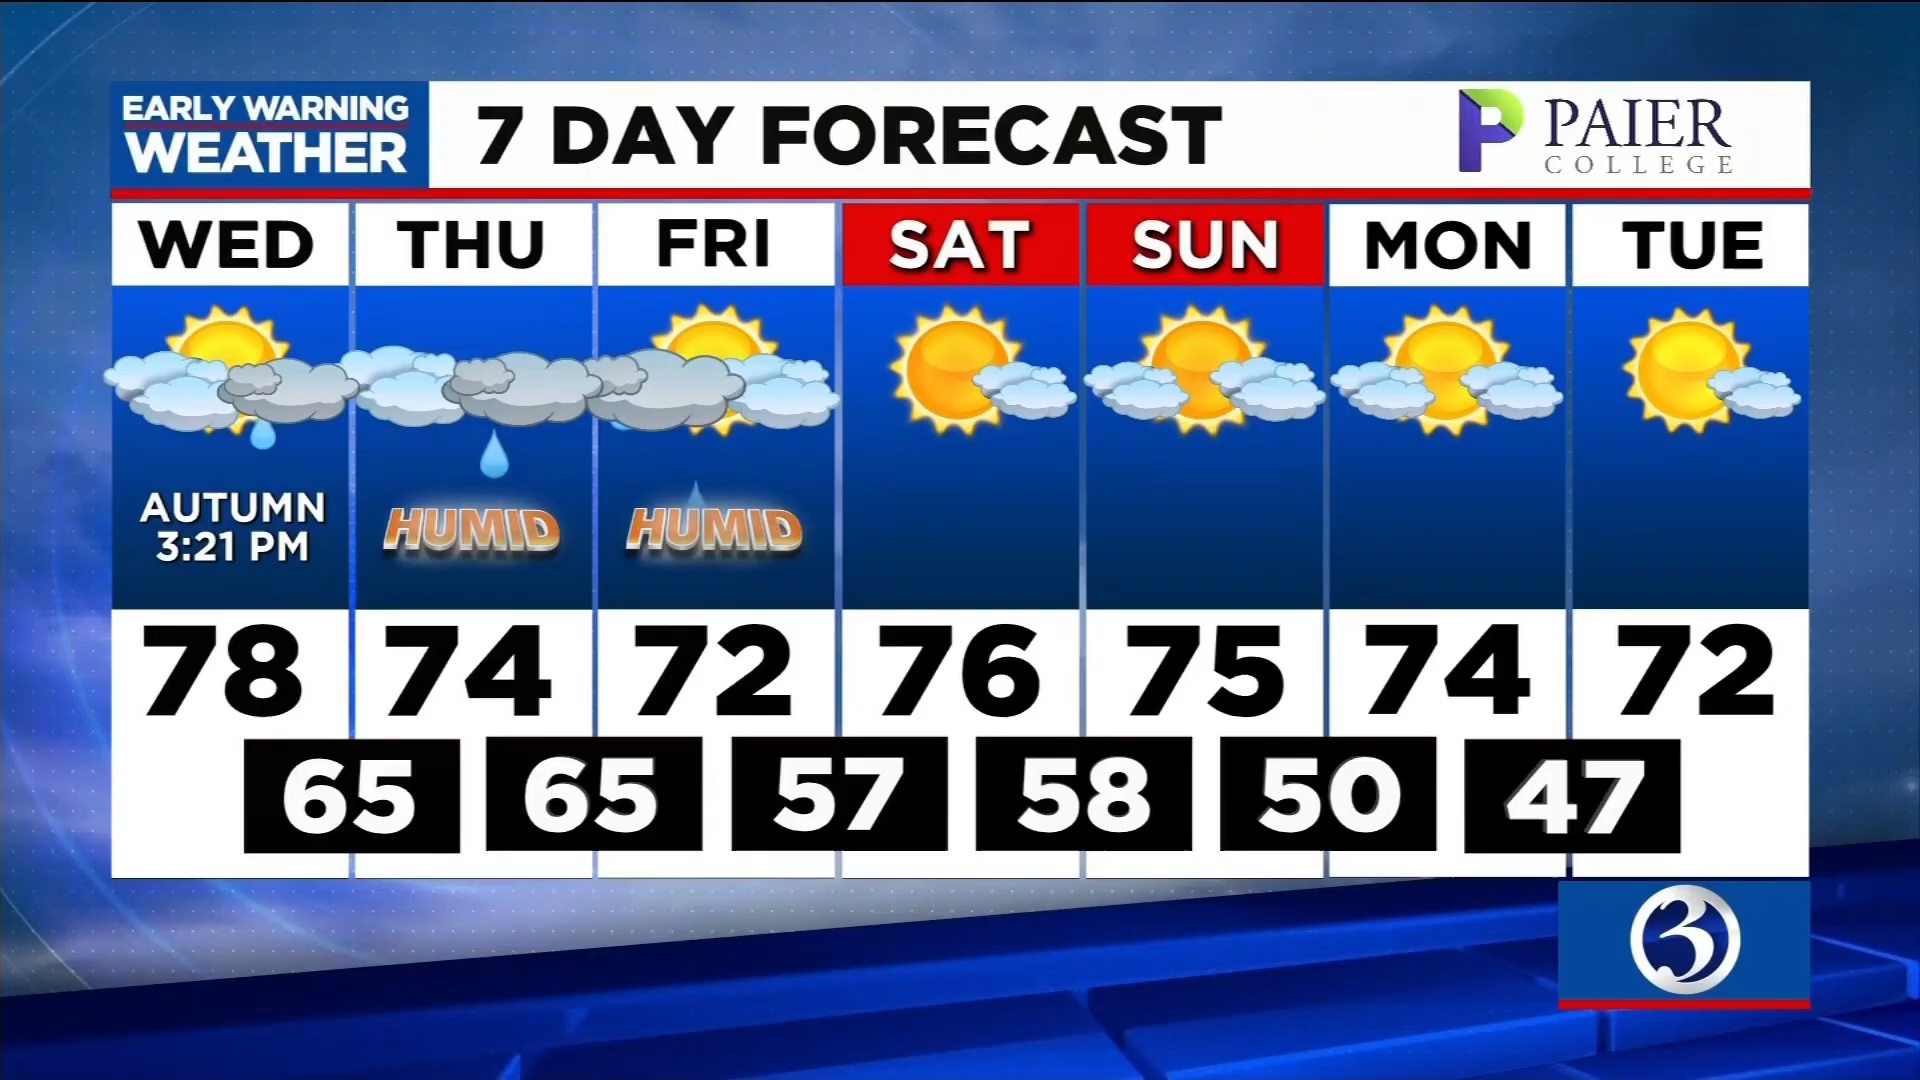 EARLY WARNING
WEATHER
7 DAY FORECAST
PAIER
COLLEGE
WED THU FRI SAT SUN MON TUE
AUTUMN
3:21 PM
HUMID
HUMID
78 74 72 76 75 74 72
65 65 57 58 50 47
3